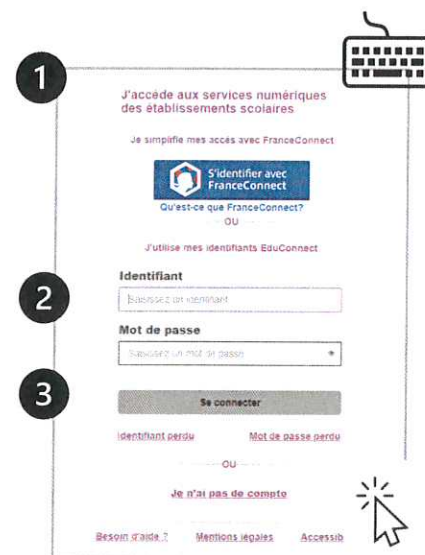 1
J'accède aux services numériques
des établissements scolaires
Je simplifie mes accès avec FranceConnect
S'identifier avec
FranceConnect
Qu'est-ce que FranceConnect?
OU
J'utilise mes identifiants EduConnect
2
Identifiant
Saisissez un identifiant
Mot de passe
Saisissez un mot de passe
3
Se connecter
Identifiant perdu Mot de passe perdu
OU
Je n'ai pas de compte
Besoin d'aide ? Mentions légales Accessib